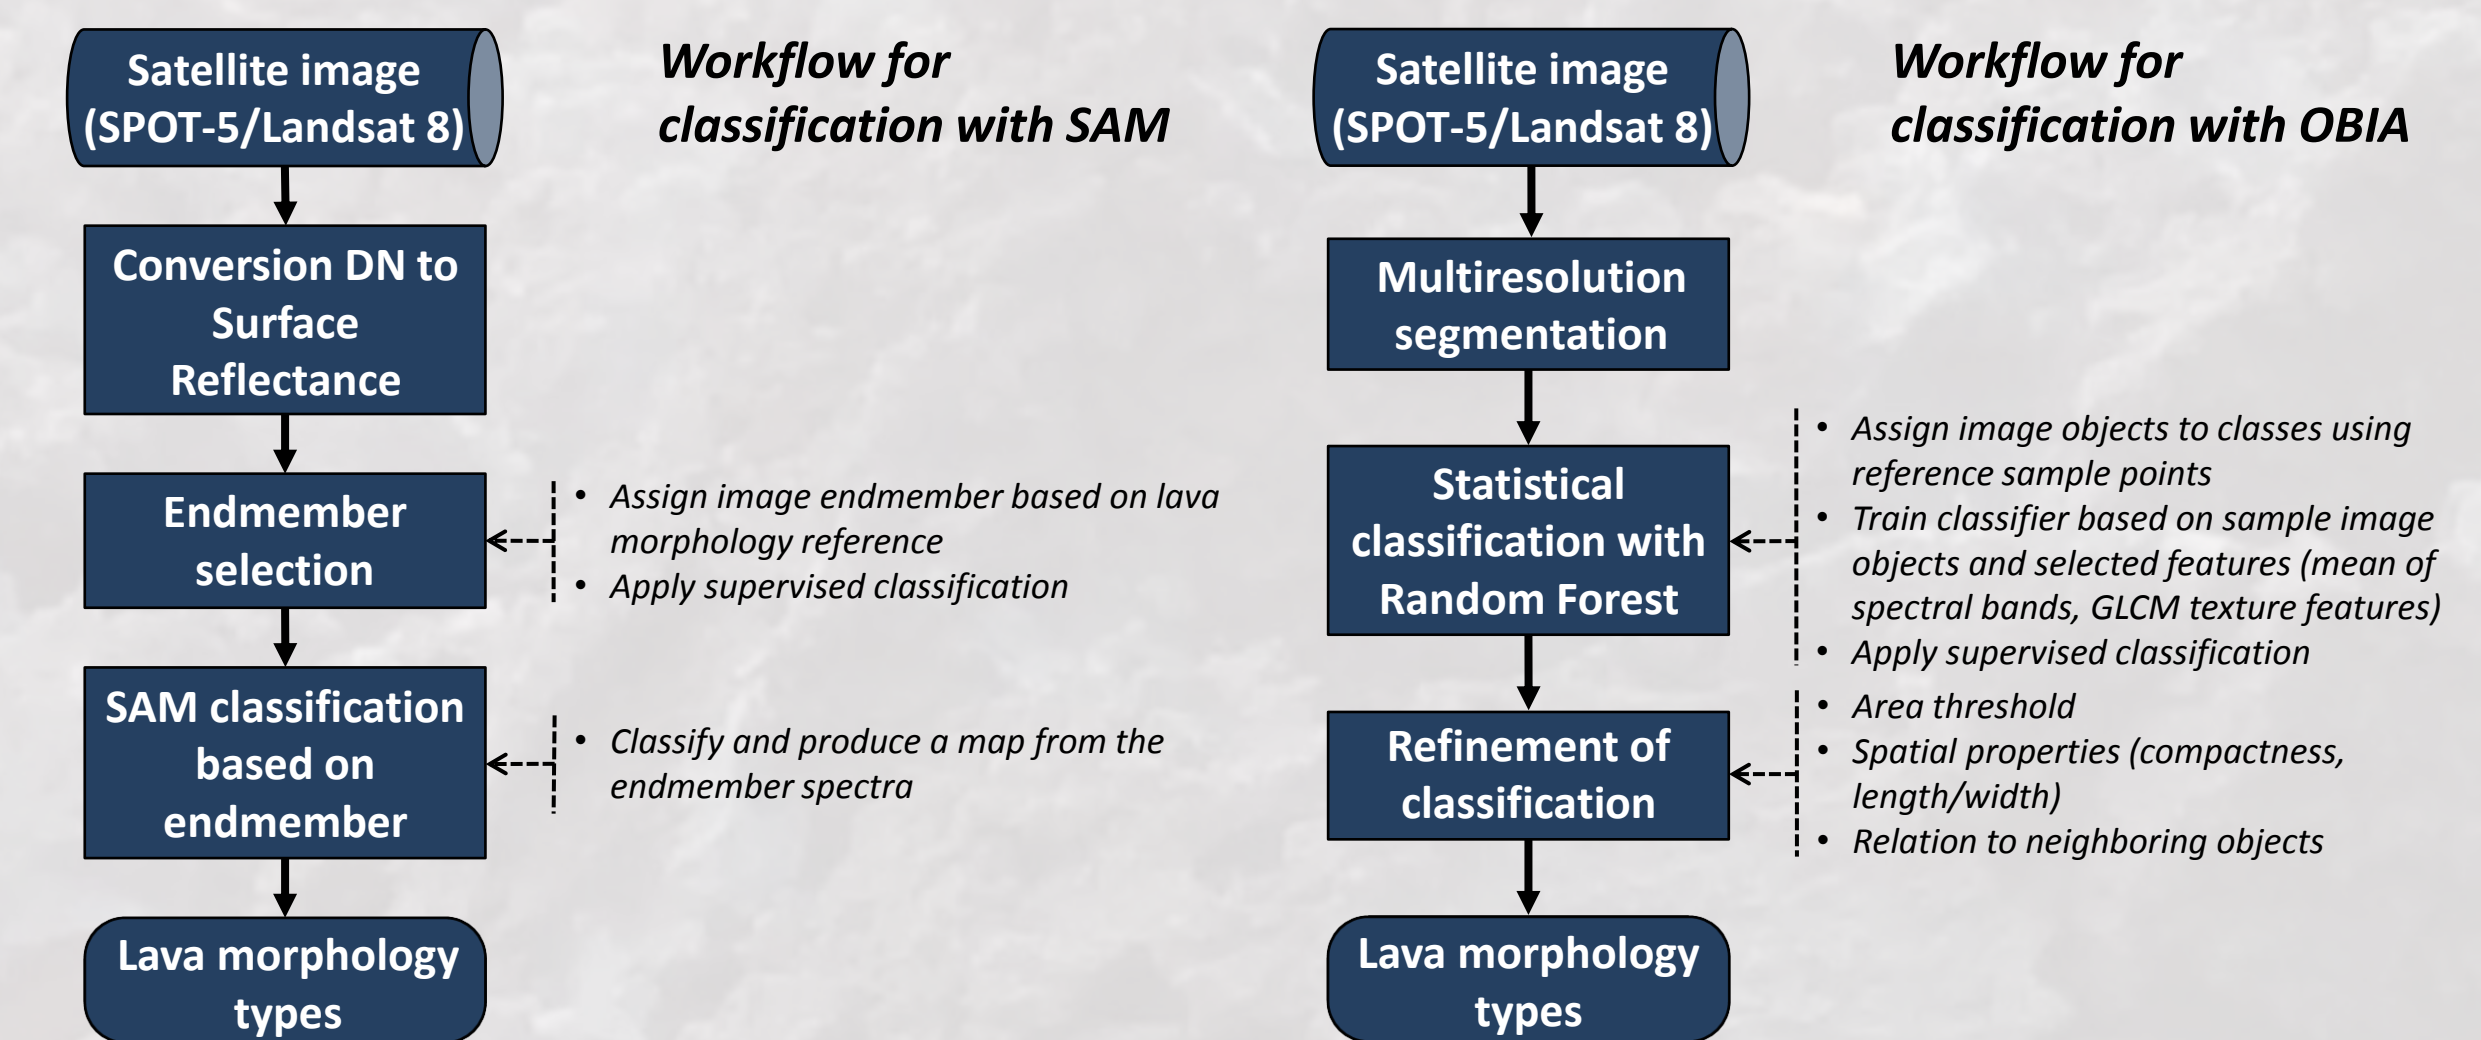 Workflow for
classification with SAM
Satellite image
(SPOT-5/Landsat 8)
Conversion DN to
Surface
Reflectance
Endmember
selection
• Assign image endmember based on lava
morphology reference
• Apply supervised classification
SAM classification
based on
endmember
• Classify and produce a map from the
endmember spectra
Lava morphology
types
Workflow for
classification with OBIA
Satellite image
(SPOT-5/Landsat 8)
Multiresolution
segmentation
Statistical
classification with
Random Forest
• Assign image objects to classes using
reference sample points
• Train classifier based on sample image
objects and selected features (mean of
spectral bands, GLCM texture features)
• Apply supervised classification
Refinement of
classification
• Area threshold
• Spatial properties (compactness,
length/width)
• Relation to neighboring objects
Lava morphology
types